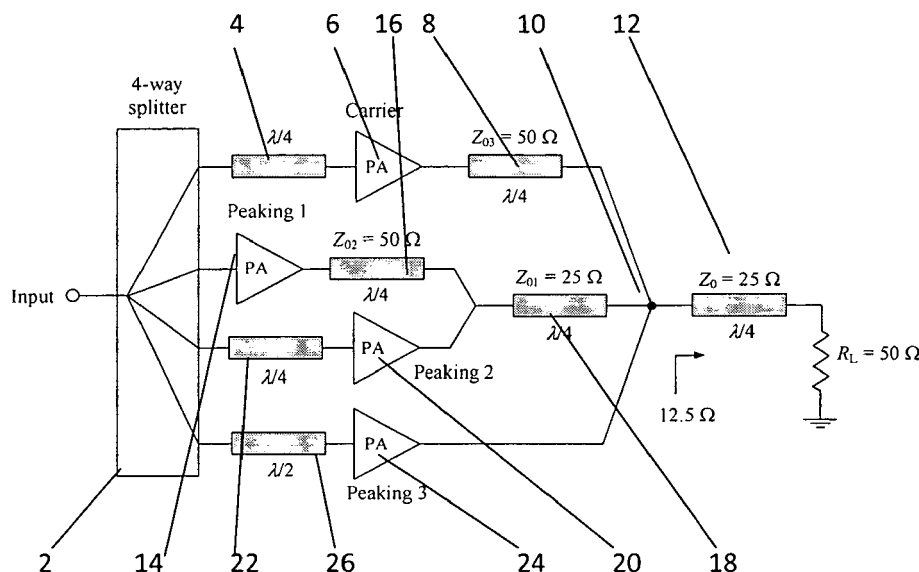 4 6 16 8 10 12
4-way
splitter
Carrier
λ/4
PA
Z03 = 50 Ω
λ/4
Peaking 1
PA
Z02 = 50 Ω
λ/4
Input
Z01 = 25 Ω
λ/4
Z0 = 25 Ω
λ/4
RL = 50 Ω
12.5 Ω
λ/4
PA
Peaking 2
λ/2
PA
Peaking 3
2 14 22 26 24 20 18